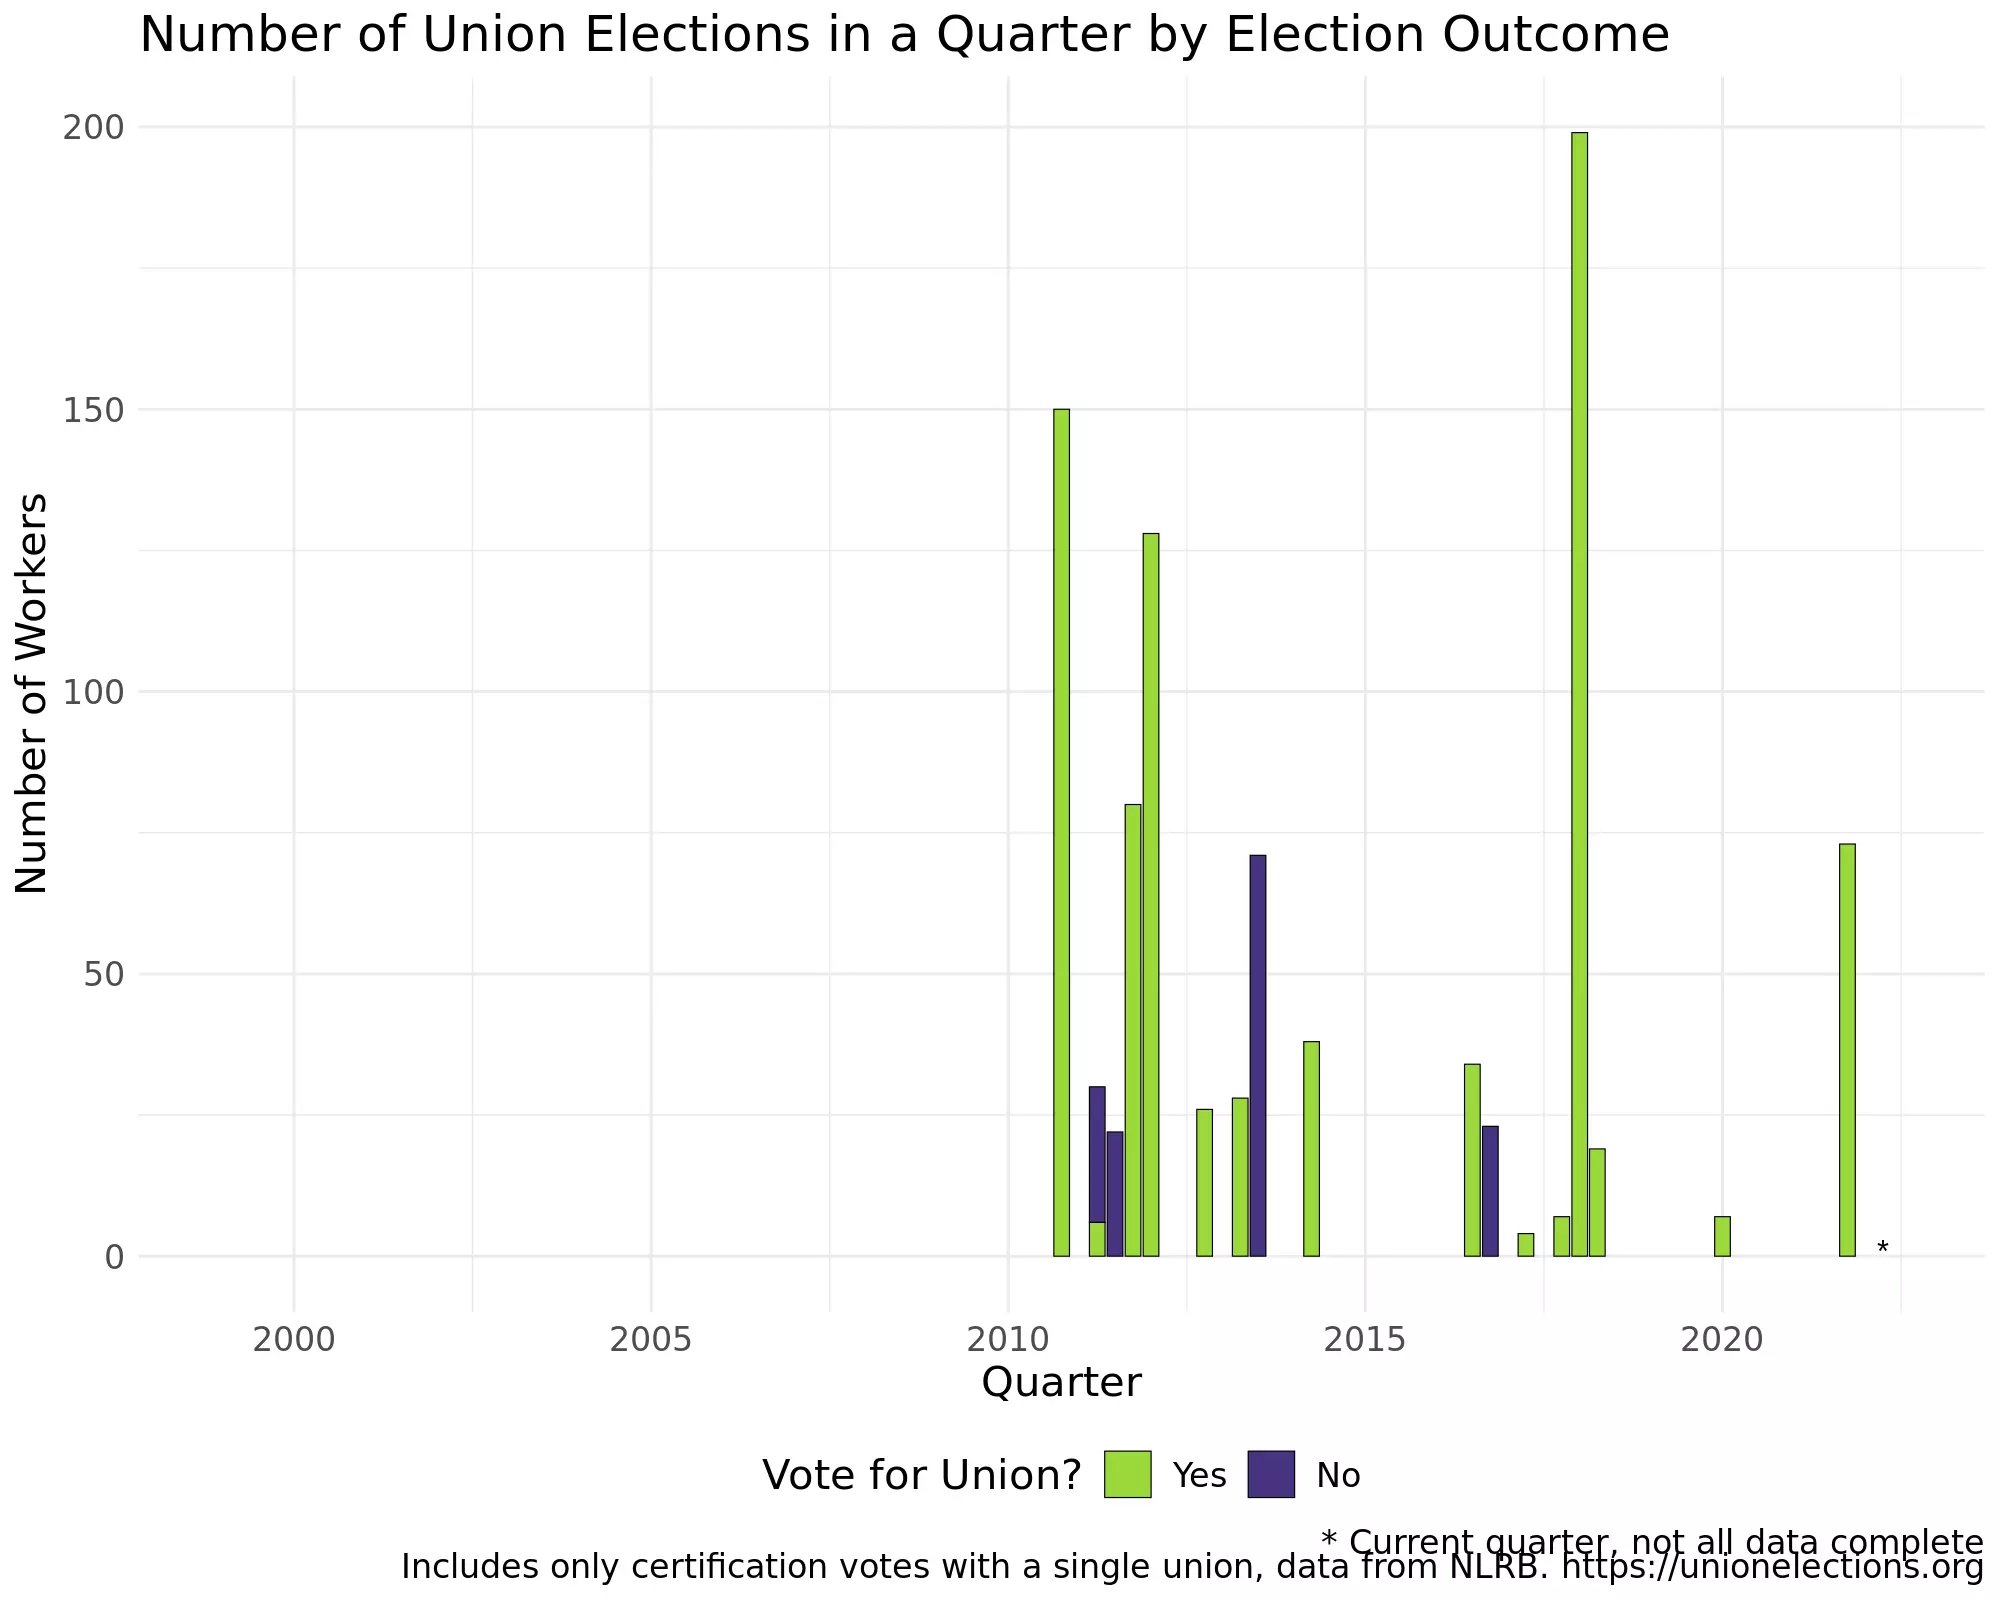 Number of Union Elections in a Quarter by Election Outcome
Number of Workers
200
150
100
50
0
*
2000 2005 2010 2015 2020
Quarter
Vote for Union? Yes No
* Current quarter, not all data complete
Includes only certification votes with a single union, data from NLRB. https://unionelections.org